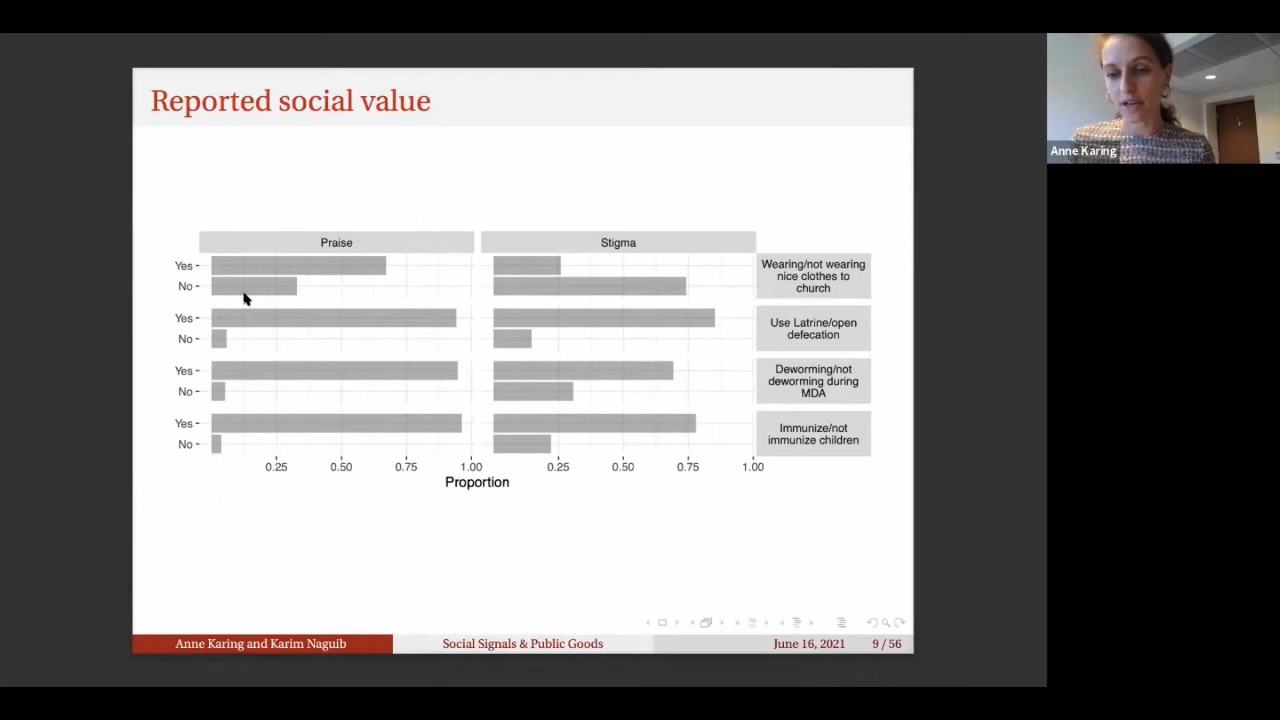 Reported social value
Anne Karing
Praise
Stigma
Yes
No
Wearing/not wearing
nice clothes to
church
Yes
No
Use Latrine/open
defecation
Yes
No
Deworming/not
deworming during
MDA
Yes
No
Immunize/not
immunize children
0.25 0.50 0.75 1.00 0.25 0.50 0.75 1.00
Proportion
Anne Karing and Karim Naguib Social Signals & Public Goods June 16, 2021 9 / 56